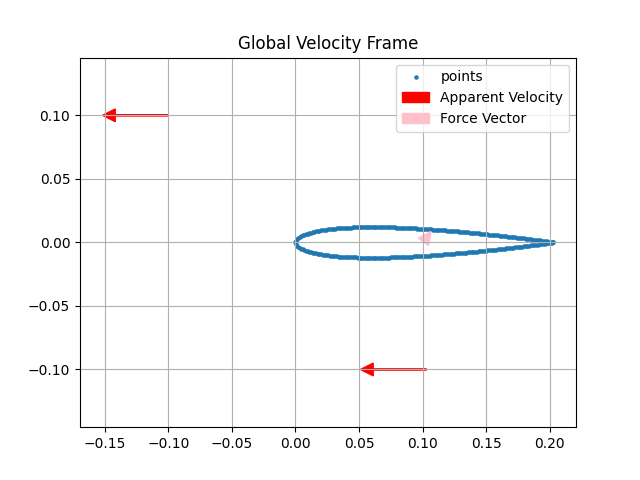 Global Velocity Frame
points
Apparent Velocity
Force Vector
0.10
0.05
0.00
−0.05
−0.10
−0.15 −0.10 −0.05 0.00 0.05 0.10 0.15 0.20